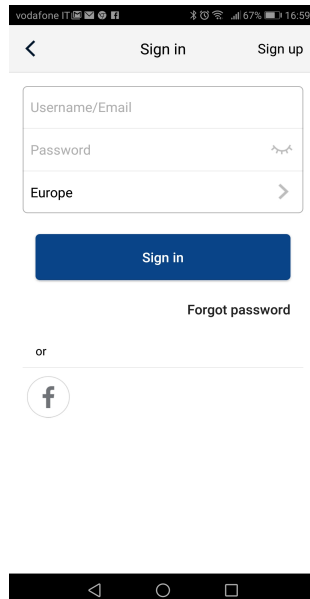 vodafone IT 67% 16:59
Sign in Sign up
Username/Email
Password
Europe
Sign in
Forgot password
or
f